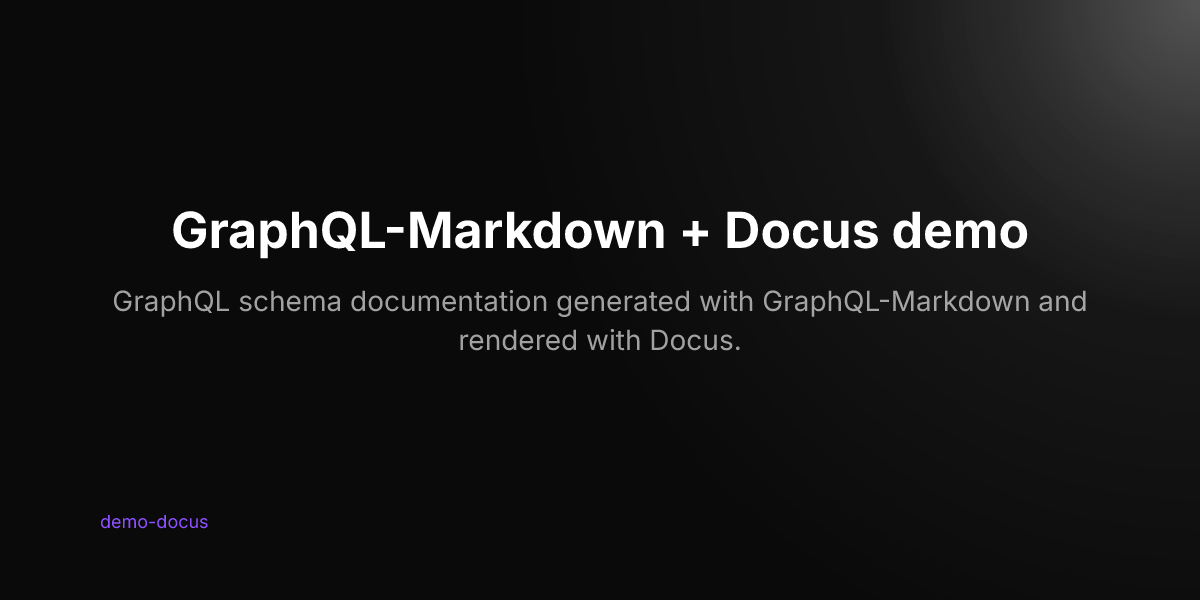 GraphQL-Markdown + Docus demo
GraphQL schema documentation generated with GraphQL-Markdown and
rendered with Docus.
demo-docus